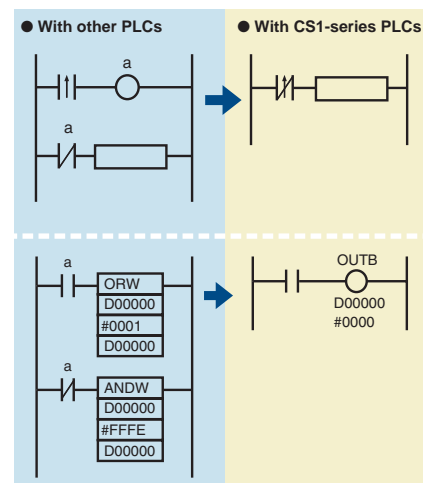 ● With other PLCs
● With CS1-series PLCs
a
a
a
ORW
D00000
#0001
D00000
a
ANDW
D00000
#FFFE
D00000
OUTB
D00000
#0000